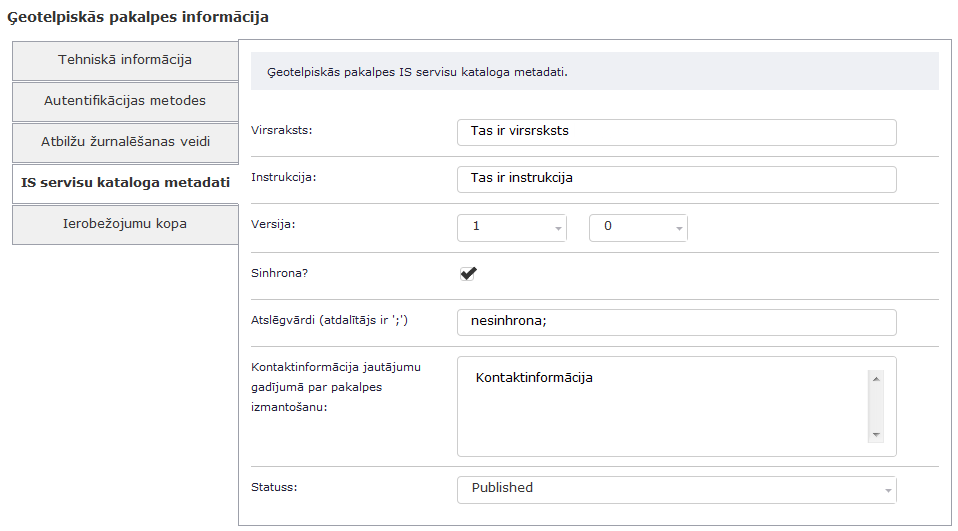 Ģeotelpiskās pakalpes informācija
Tehniskā informācija
Autentifikācijas metodes
Atbilžu žurnalēšanas veidi
IS servisu kataloga metadati
Ierobežojumu kopa
Ģeotelpiskās pakalpes IS servisu kataloga metadati.
Virsraksts: Tas ir virsrsksts
Instrukcija: Tas ir instrukcija
Versija: 1 0
Sinhrona?
Atslēgvārdi (atdalītājs ir ';') nesinhrona;
Kontaktinformācija jautājumu
gadījumā par pakalpes
izmantošanu:
Kontaktinformācija
Statuss: Published